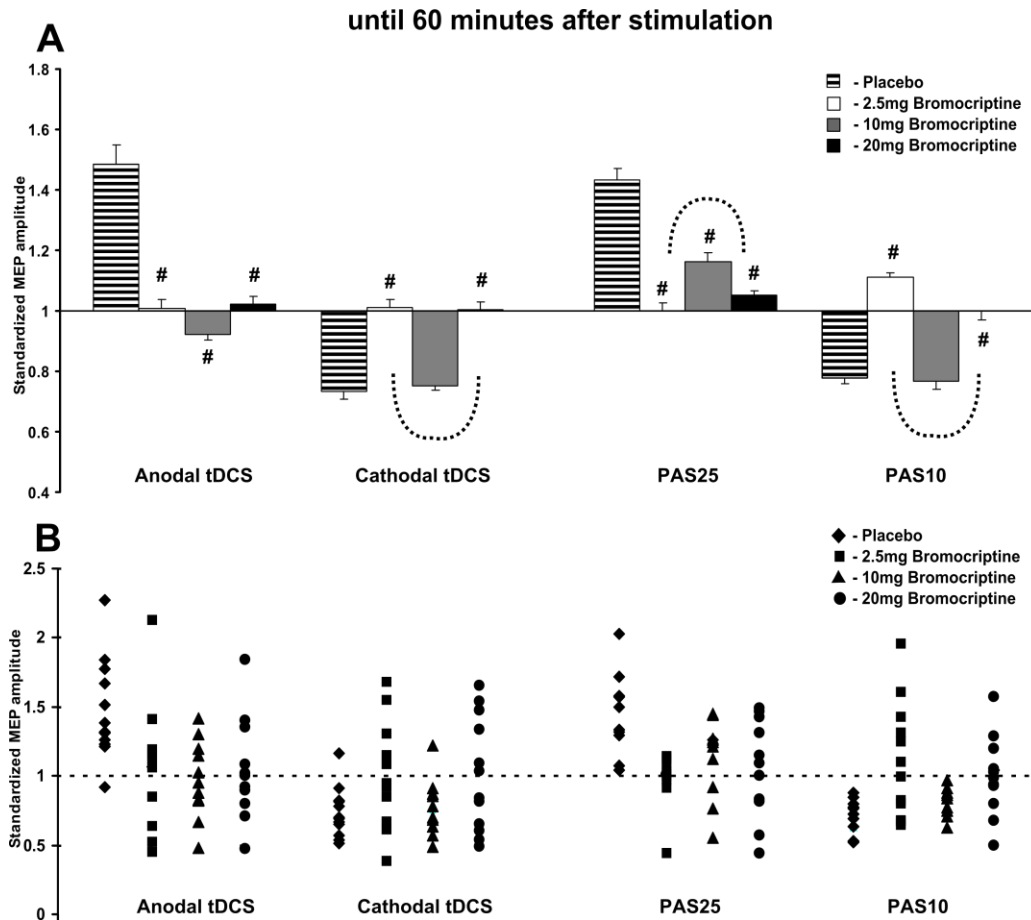 until 60 minutes after stimulation
A
Standardized MEP amplitude
1.8
1.6
1.4
1.2
1
0.8
0.6
0.4
- Placebo
- 2.5mg Bromocriptine
- 10mg Bromocriptine
- 20mg Bromocriptine
# # # # # # # # # #
Anodal tDCS Cathodal tDCS PAS25 PAS10
B
Standardized MEP amplitude
2.5
2
1.5
1
0.5
0
- Placebo
- 2.5mg Bromocriptine
- 10mg Bromocriptine
- 20mg Bromocriptine
Anodal tDCS Cathodal tDCS PAS25 PAS10